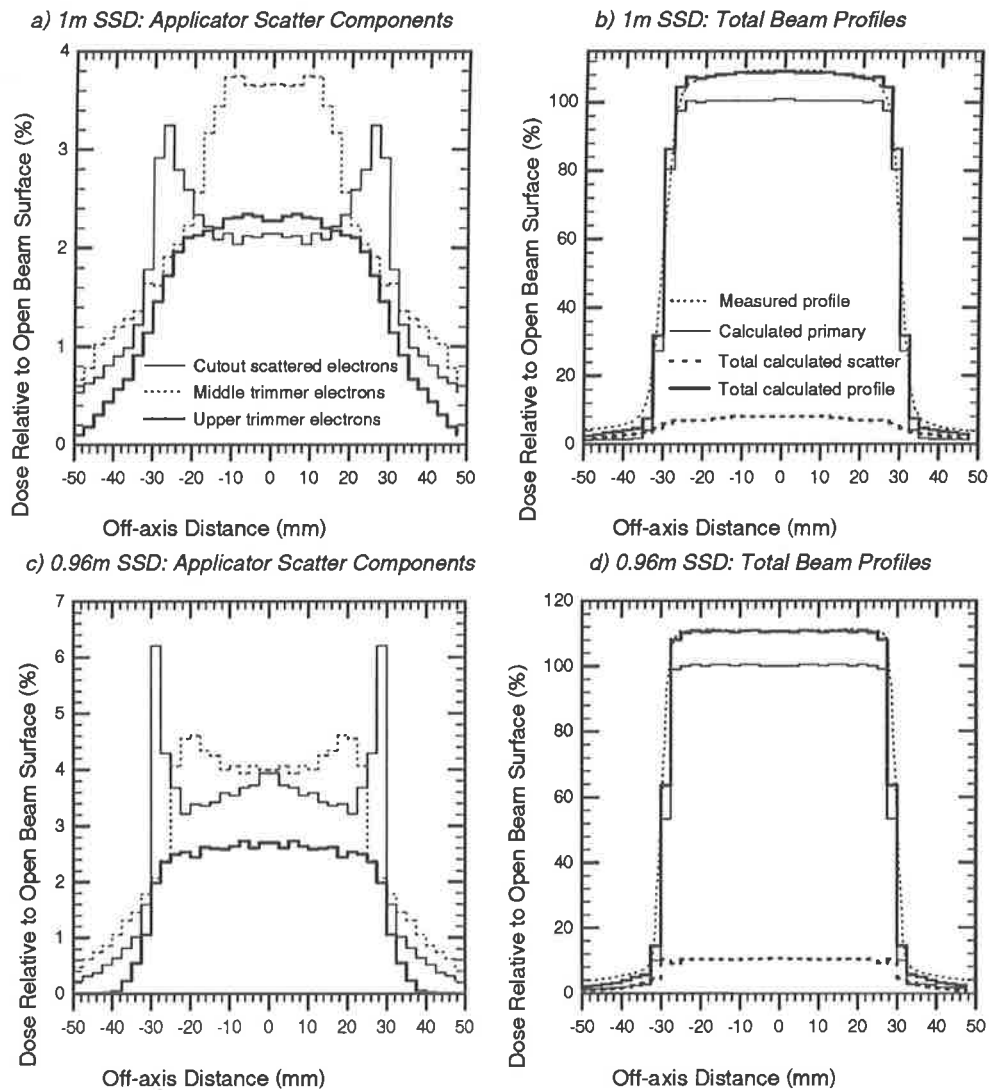 a) 1m SSD: Applicator Scatter Components
Dose Relative to Open Beam Surface (%)
4
3
2
1
0
Cutout scattered electrons
Middle trimmer electrons
Upper trimmer electrons
-50 -40 -30 -20 -10 0 10 20 30 40 50
Off-axis Distance (mm)
b) 1m SSD: Total Beam Profiles
Dose Relative to Open Beam Surface (%)
100
80
60
40
20
0
Measured profile
Calculated primary
Total calculated scatter
Total calculated profile
-50 -40 -30 -20 -10 0 10 20 30 40 50
Off-axis Distance (mm)
c) 0.96m SSD: Applicator Scatter Components
Dose Relative to Open Beam Surface (%)
7
6
5
4
3
2
1
0
-50 -40 -30 -20 -10 0 10 20 30 40 50
Off-axis Distance (mm)
d) 0.96m SSD: Total Beam Profiles
Dose Relative to Open Beam Surface (%)
120
100
80
60
40
20
0
-50 -40 -30 -20 -10 0 10 20 30 40 50
Off-axis Distance (mm)